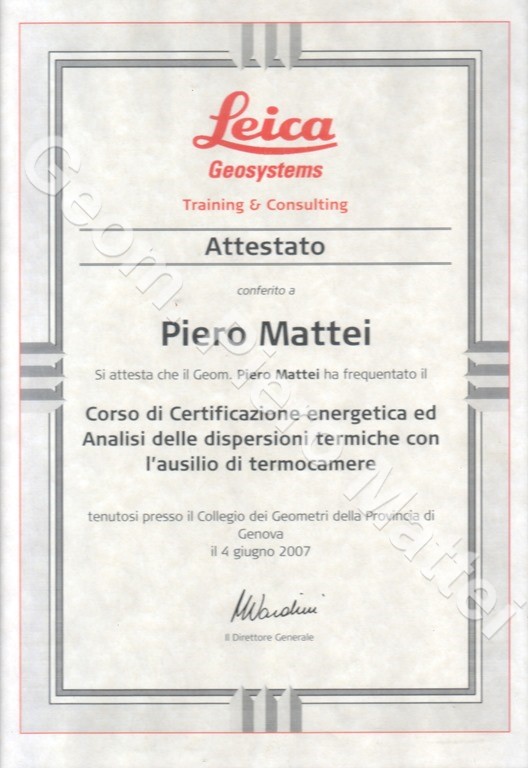 Leica
Geosystems
Training & Consulting
Attestato
conferito a
Piero Mattei
Si attesta che il Geom. Piero Mattei ha frequentato il
Corso di Certificazione energetica ed
Analisi delle dispersioni termiche con
l'ausilio di termocamere
tenutosi presso il Collegio dei Geometri della Provincia di
Genova
il 4 giugno 2007
Il Direttore Generale
Geom. Piero Mattei